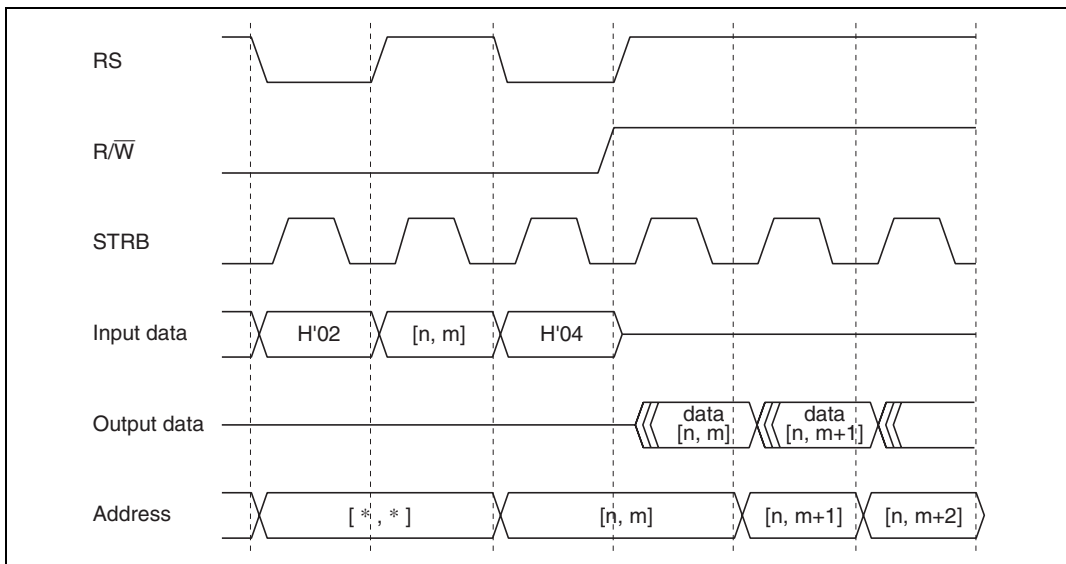 RS
R/W̅
STRB
Input data H'02 [n, m] H'04
Output data data [n, m] data [n, m+1]
Address [ * , * ] [n, m] [n, m+1] [n, m+2]